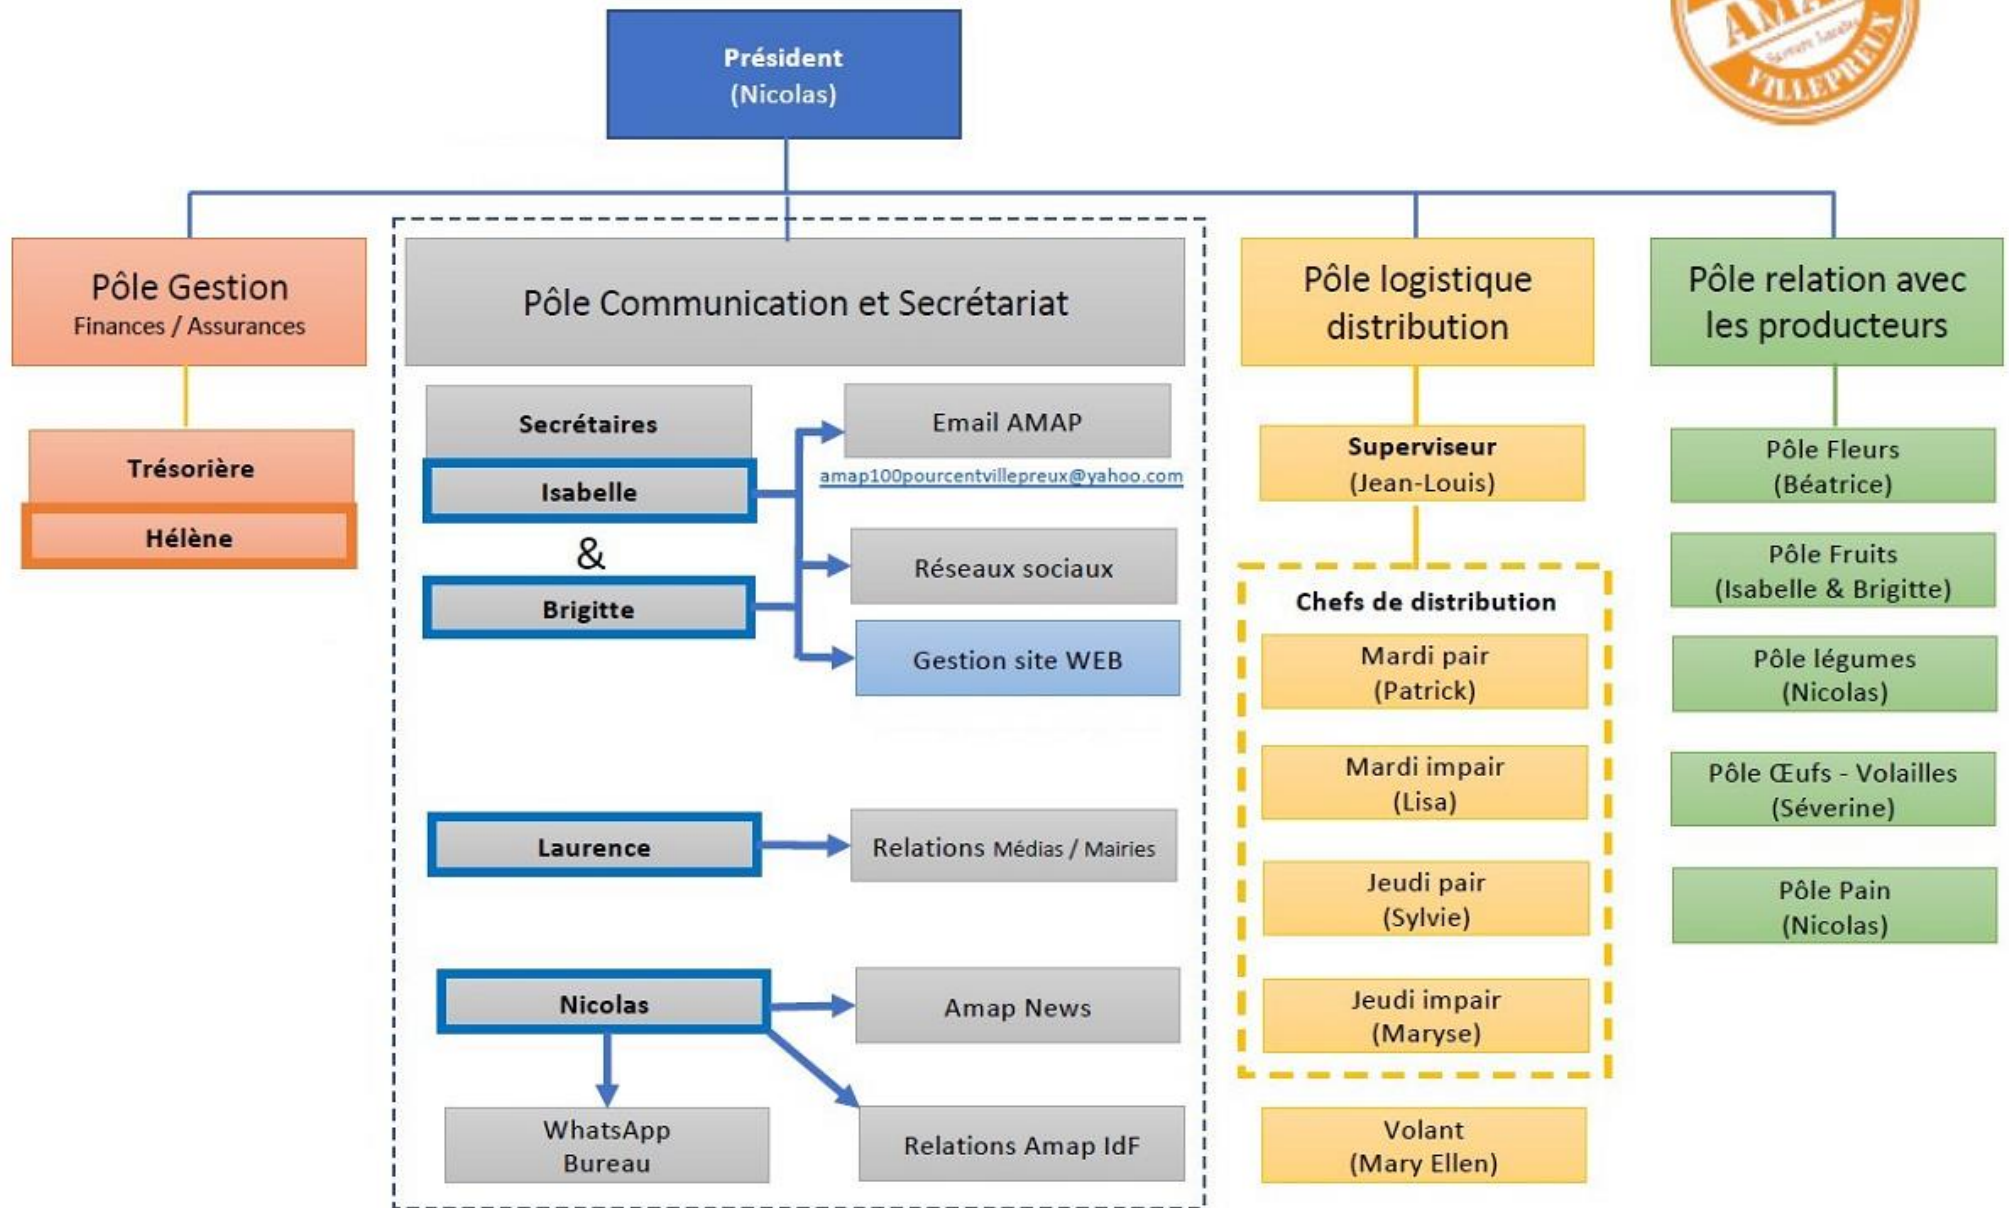 Président
(Nicolas)
VILLEPREUX
Pôle Gestion
Finances / Assurances
Trésorière
Hélène
Pôle Communication et Secrétariat
Secrétaires
Isabelle
&
Brigitte
Email AMAP
amap100pourcentvillepreux@yahoo.com
Réseaux sociaux
Gestion site WEB
Laurence
Relations Médias / Mairies
Nicolas
Amap News
WhatsApp
Bureau
Relations Amap IdF
Pôle logistique
distribution
Superviseur
(Jean-Louis)
Chefs de distribution
Mardi pair
(Patrick)
Mardi impair
(Lisa)
Jeudi pair
(Sylvie)
Jeudi impair
(Maryse)
Volant
(Mary Ellen)
Pôle relation avec
les producteurs
Pôle Fleurs
(Béatrice)
Pôle Fruits
(Isabelle & Brigitte)
Pôle légumes
(Nicolas)
Pôle Œufs - Volailles
(Séverine)
Pôle Pain
(Nicolas)